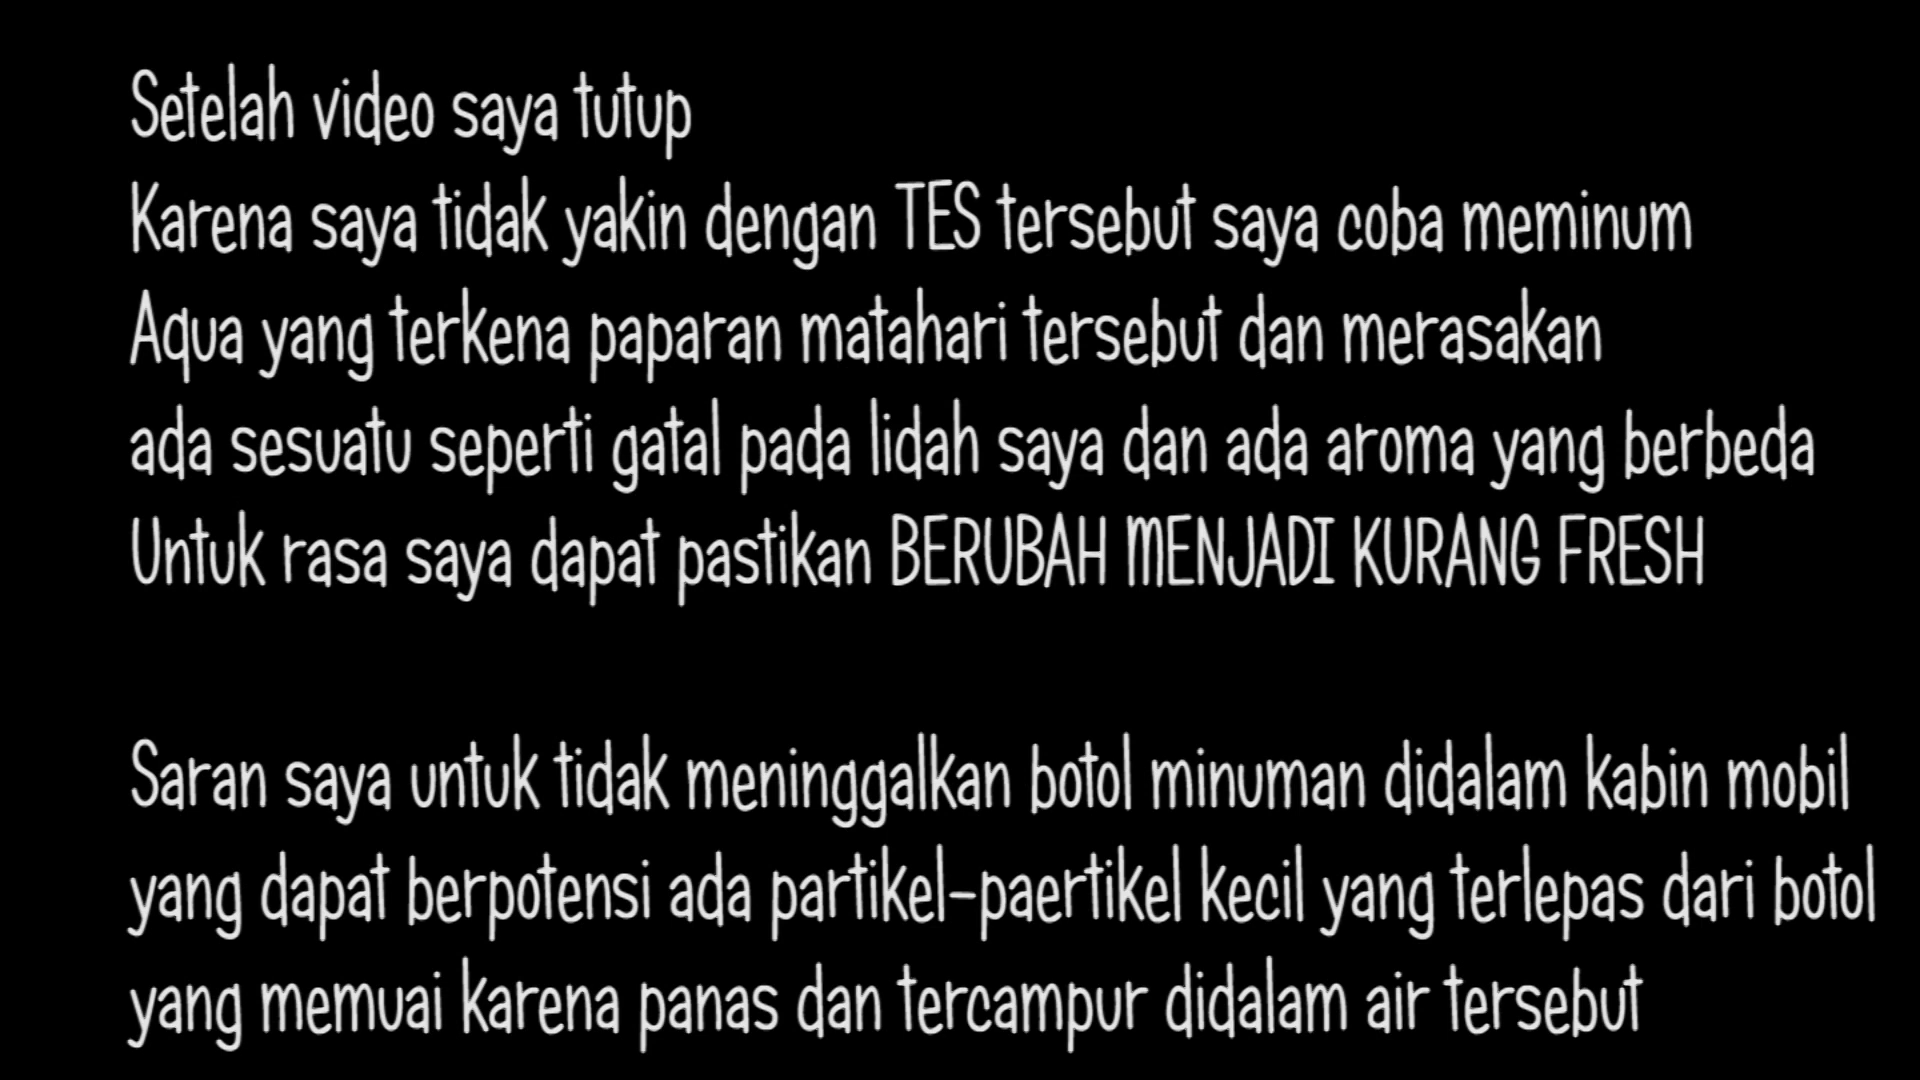 Setelah video saya tutup
Karena saya tidak yakin dengan TES tersebut saya coba meminum
Aqua yang terkena paparan matahari tersebut dan merasakan
ada sesuatu seperti gatal pada lidah saya dan ada aroma yang berbeda
Untuk rasa saya dapat pastikan BERUBAH MENJADI KURANG FRESH
Saran saya untuk tidak meninggalkan botol minuman didalam kabin mobil
yang dapat berpotensi ada partikel-paertikel kecil yang terlepas dari botol
yang memuai karena panas dan tercampur didalam air tersebut